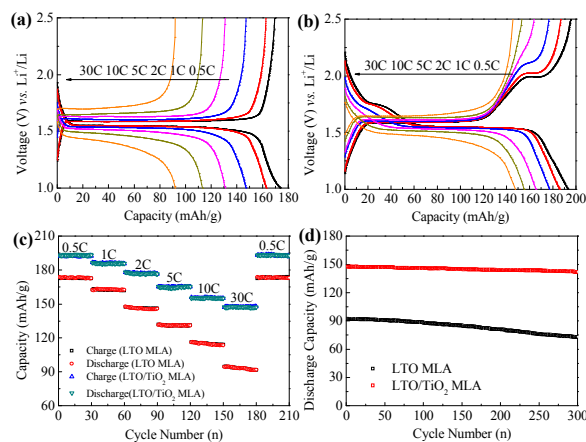 (a)
2.5
2.0
1.5
1.0
30C 10C 5C 2C 1C 0.5C
Voltage (V) vs. Li⁺/Li
0 20 40 60 80 100 120 140 160 180
Capacity (mAh/g)
(b)
2.5
2.0
1.5
1.0
30C 10C 5C 2C 1C 0.5C
Voltage (V) vs. Li⁺/Li
0 20 40 60 80 100 120 140 160 180 200
Capacity (mAh/g)
(c)
210
180
150
120
90
60
0.5C 1C 2C 5C 10C 30C 0.5C
Capacity (mAh/g)
Charge (LTO MLA)
Discharge (LTO MLA)
Charge (LTO/TiO₂ MLA)
Discharge(LTO/TiO₂ MLA)
0 30 60 90 120 150 180 210
Cycle Number (n)
(d)
180
150
120
90
60
30
0
Discharge Capacity (mAh/g)
LTO MLA
LTO/TiO₂ MLA
0 50 100 150 200 250 300
Cycle Number (n)